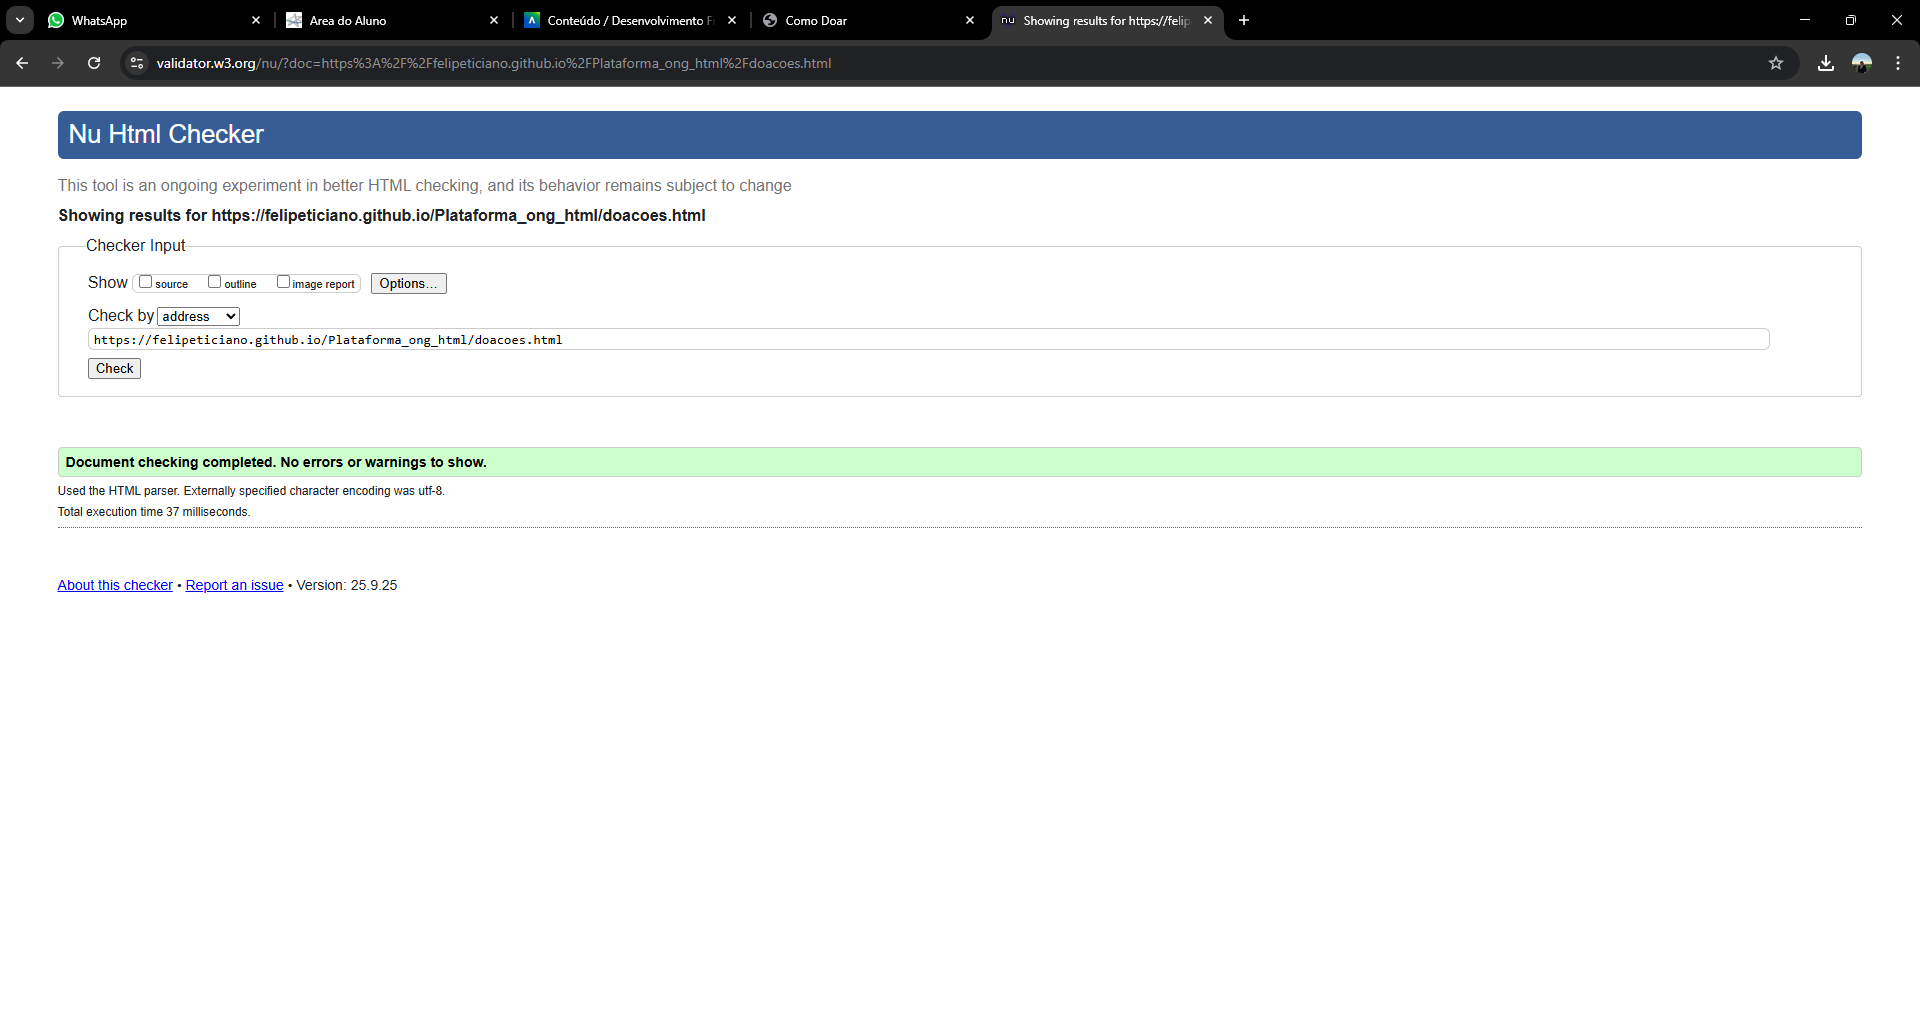 WhatsApp
Area do Aluno
Conteúdo / Desenvolvimento F
Como Doar
nu
Showing results for https://felip
validator.w3.org/nu/?doc=https%3A%2F%2Ffelipeticiano.github.io%2FPlataforma_ong_html%2Fdoacoes.html
Nu Html Checker
This tool is an ongoing experiment in better HTML checking, and its behavior remains subject to change
Showing results for https://felipeticiano.github.io/Plataforma_ong_html/doacoes.html
Checker Input
Show source outline image report Options...
Check by address
https://felipeticiano.github.io/Plataforma_ong_html/doacoes.html
Check
Document checking completed. No errors or warnings to show.
Used the HTML parser. Externally specified character encoding was utf-8.
Total execution time 37 milliseconds.
About this checker • Report an issue • Version: 25.9.25